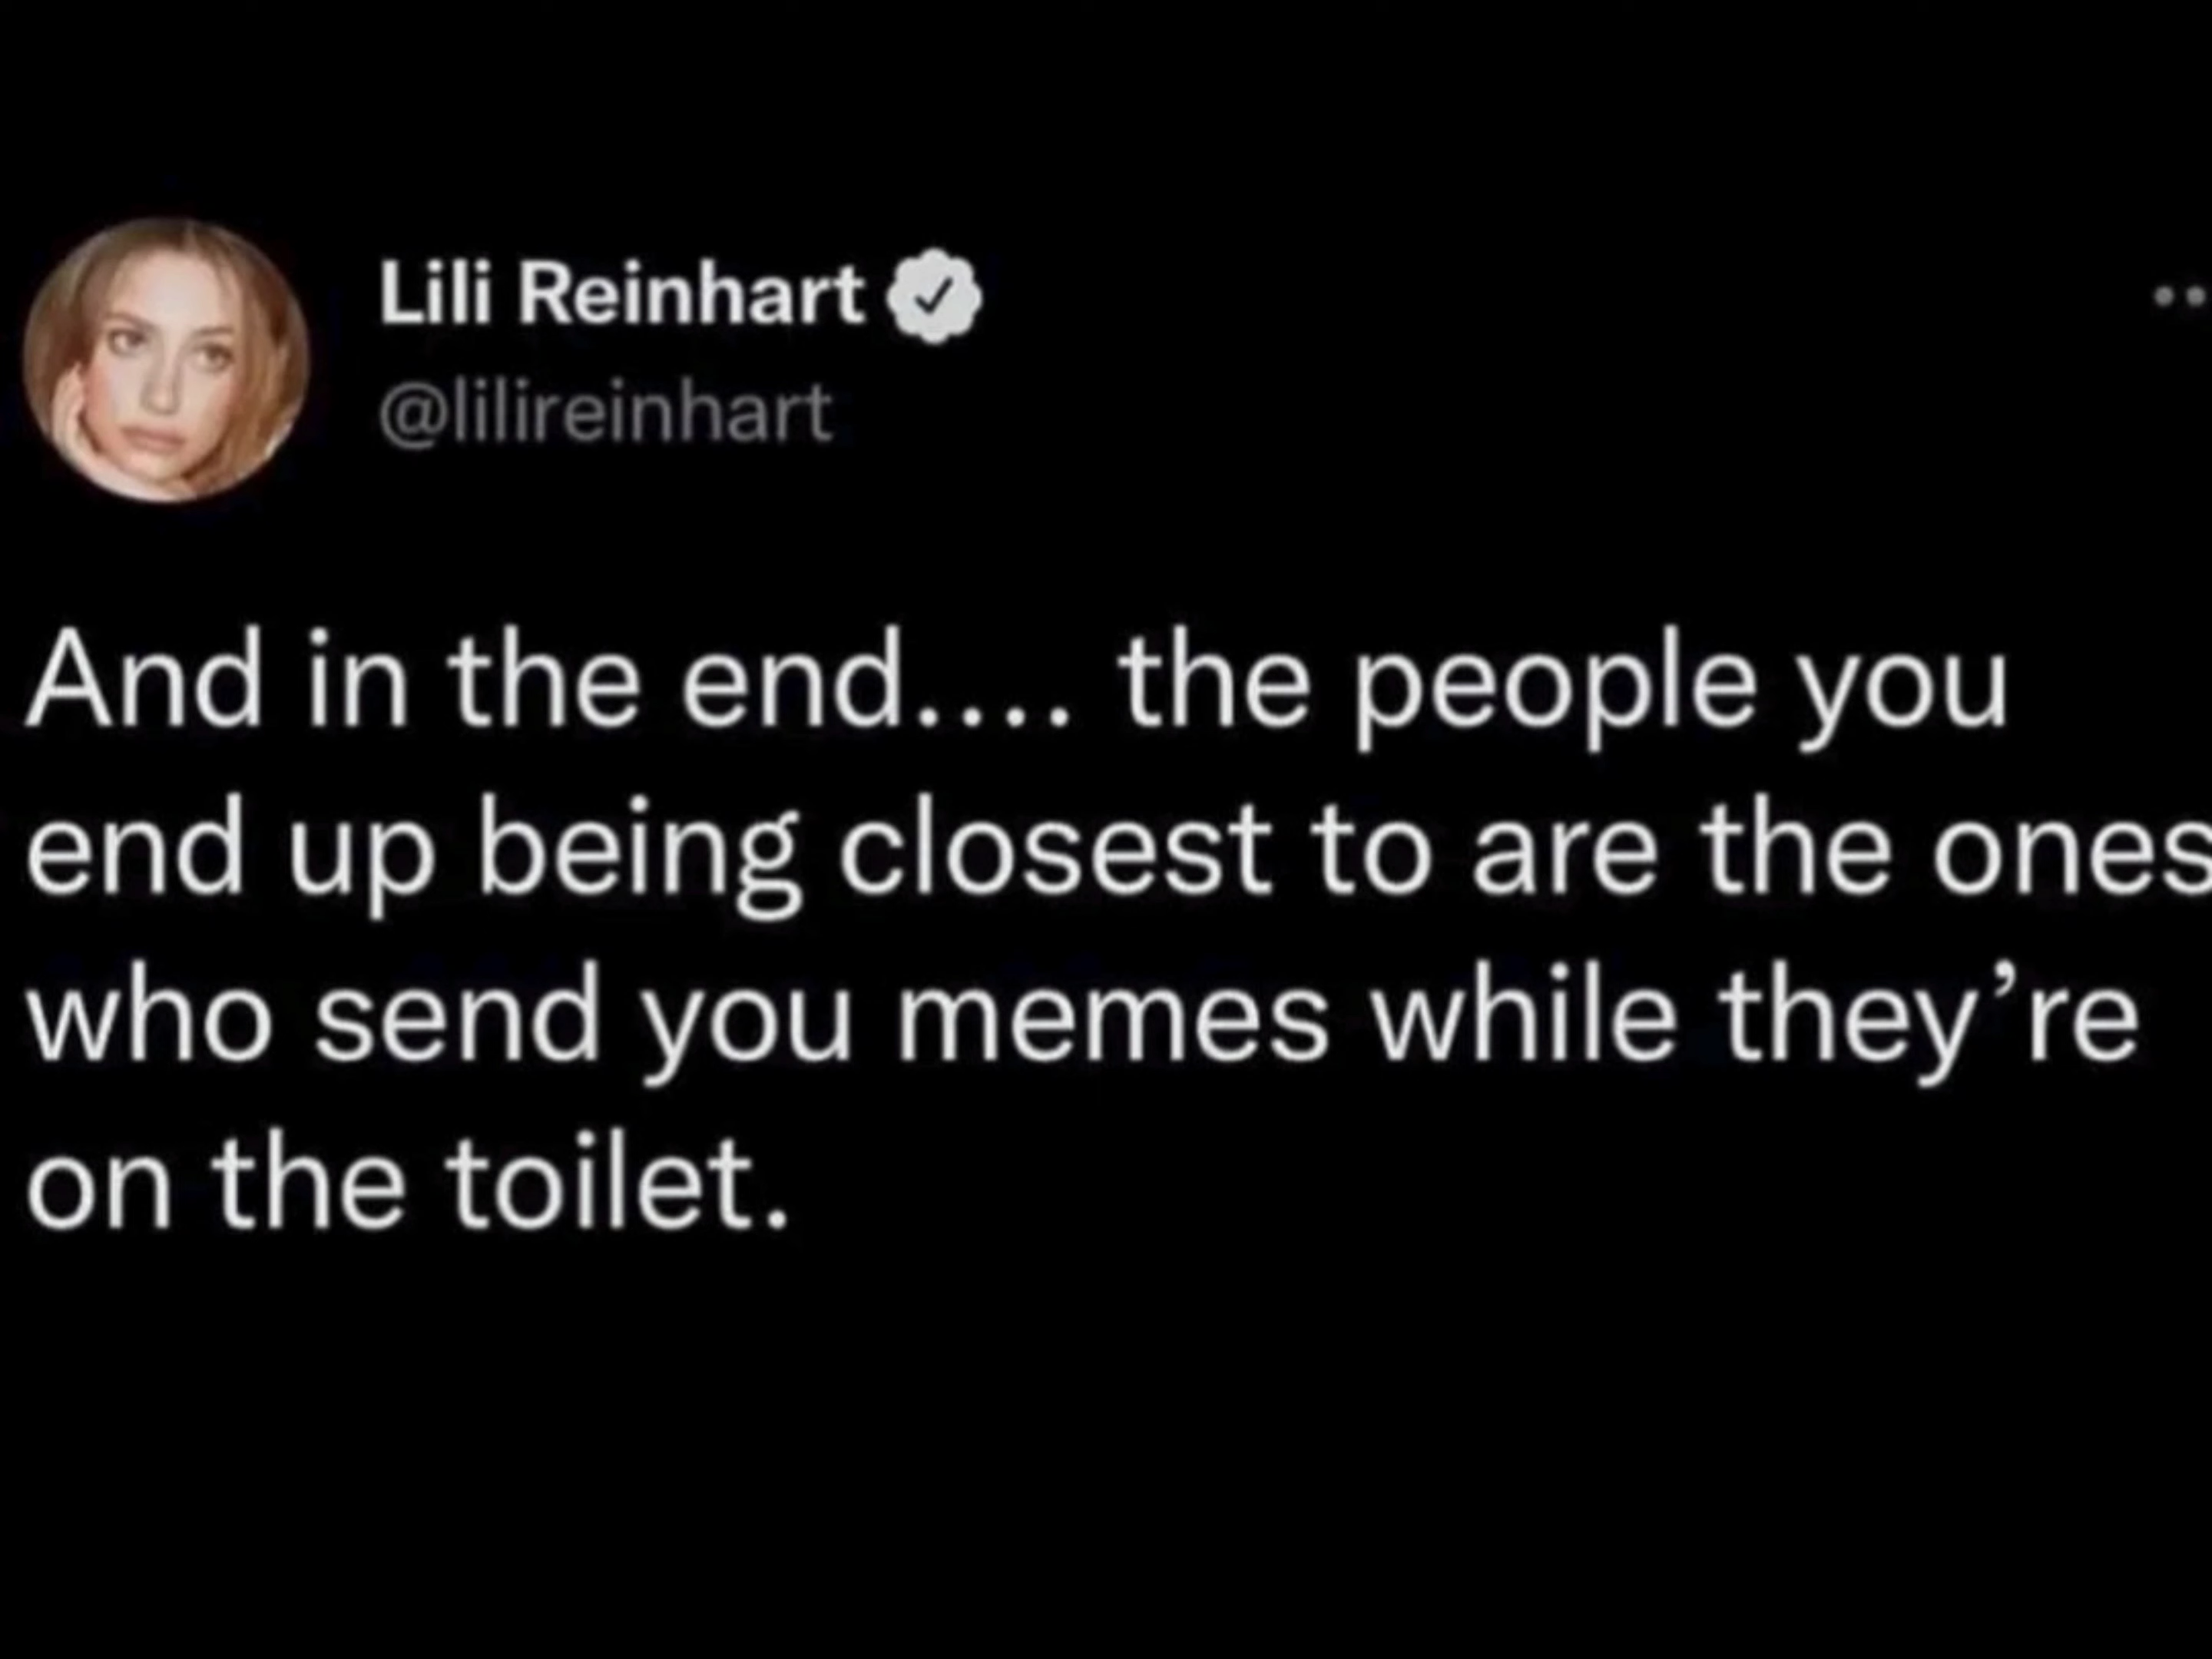 Lili Reinhart
@lilireinhart
And in the end.... the people you
end up being closest to are the ones
who send you memes while they’re
on the toilet.